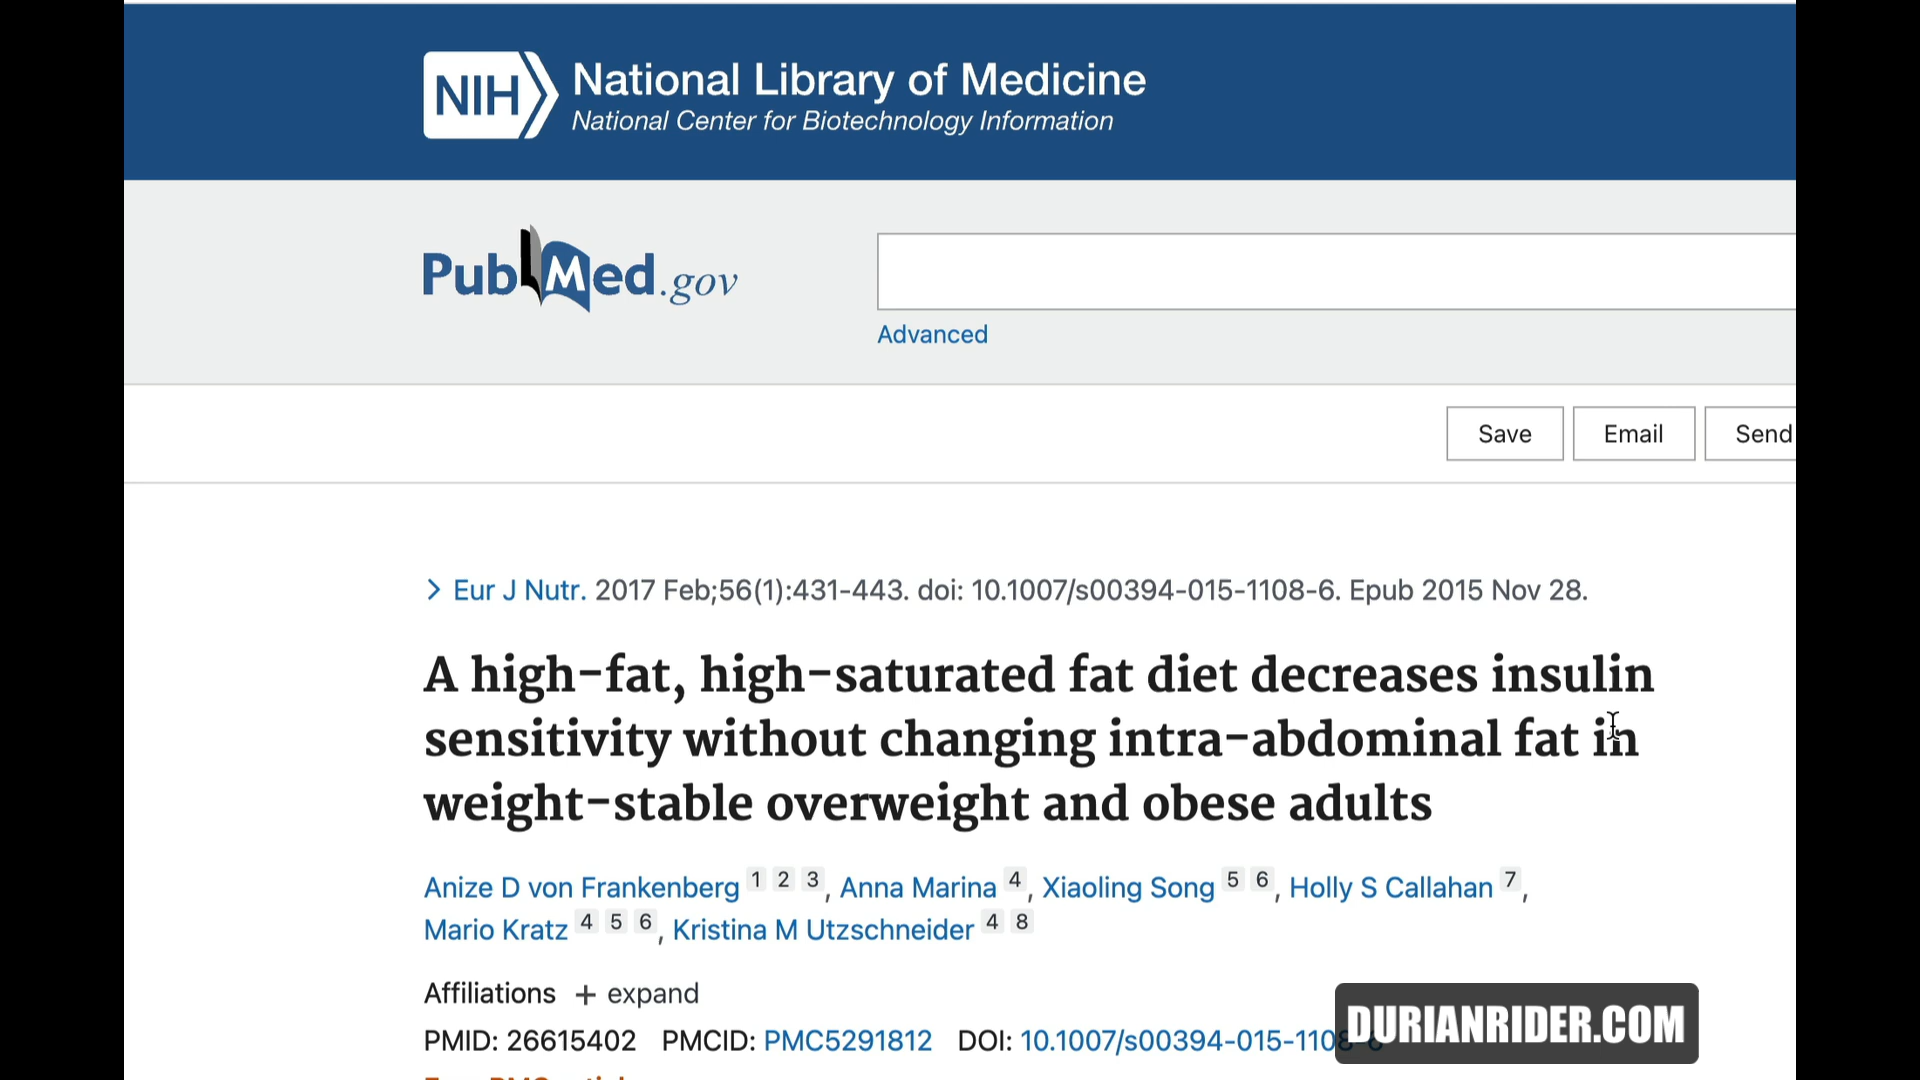 NIH National Library of Medicine
National Center for Biotechnology Information
PubMed.gov
Advanced
Save Email Send
Eur J Nutr. 2017 Feb;56(1):431-443. doi: 10.1007/s00394-015-1108-6. Epub 2015 Nov 28.
A high-fat, high-saturated fat diet decreases insulin
sensitivity without changing intra-abdominal fat in
weight-stable overweight and obese adults
Anize D von Frankenberg 1 2 3, Anna Marina 4, Xiaoling Song 5 6, Holly S Callahan 7,
Mario Kratz 4 5 6, Kristina M Utzschneider 4 8
Affiliations + expand
PMID: 26615402 PMCID: PMC5291812 DOI: 10.1007/s00394-015-110
DURIANRIDER.COM